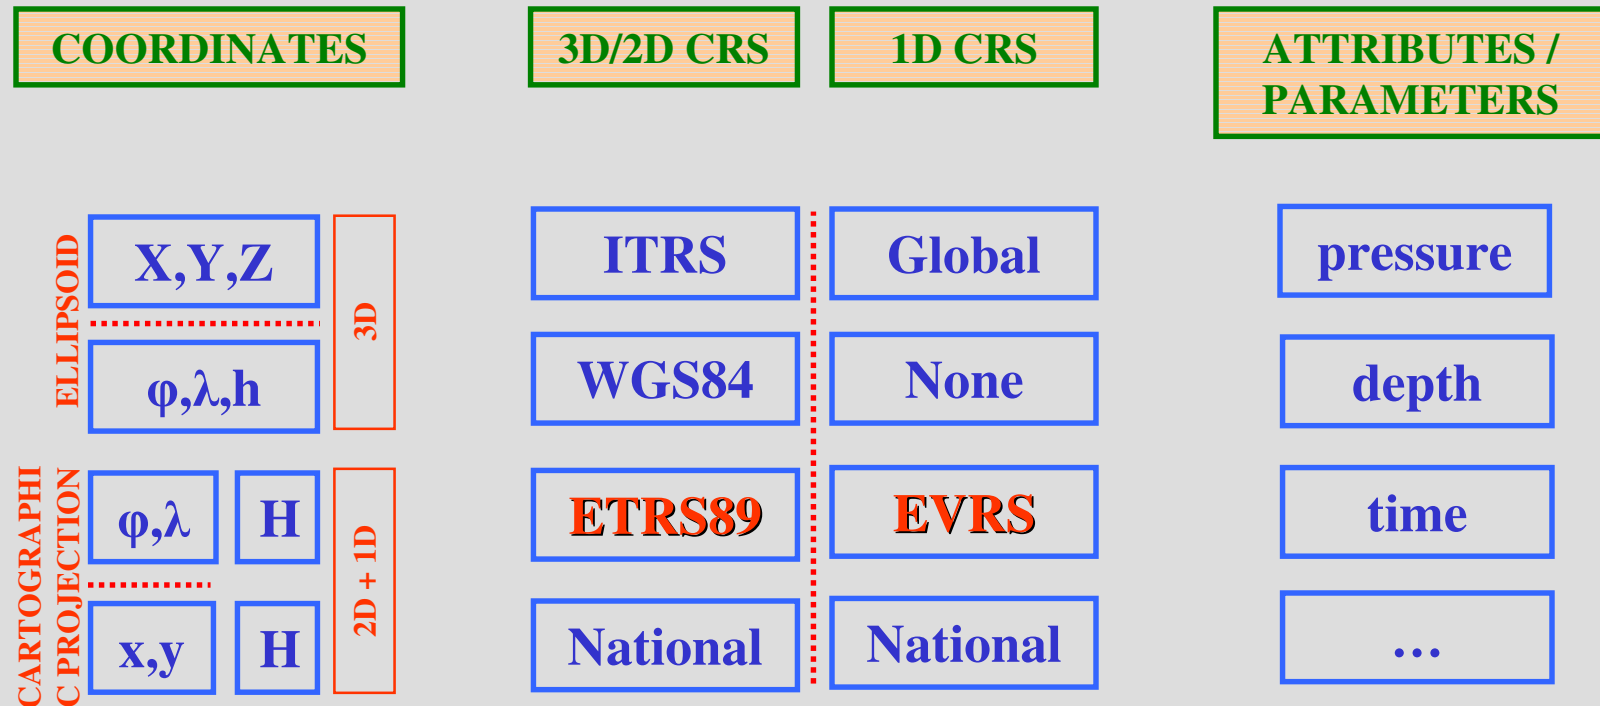 COORDINATES
3D/2D CRS
1D CRS
ATTRIBUTES /
PARAMETERS
ELLIPSOID
X,Y,Z
φ,λ,h
3D
CARTOGRAPHI
C PROJECTION
φ,λ
H
x,y
H
2D + 1D
ITRS
WGS84
ETRS89
National
Global
None
EVRS
National
pressure
depth
time
...